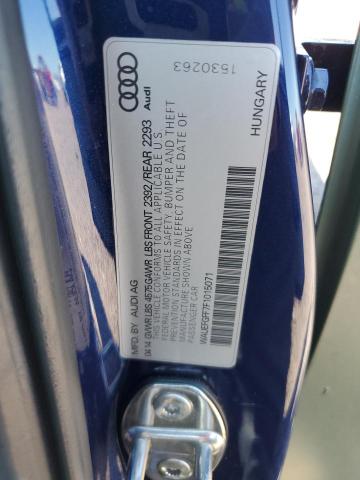 Audi
1530263
HUNGARY
MFD. BY AUDI AG
04 14 GVWR LBS 4575 GAWR LBS FRONT 2392/REAR 2293
THIS VEHICLE CONFORMS TO ALL APPLICABLE U.S.
FEDERAL MOTOR VEHICLE SAFETY, BUMPER AND THEFT
PREVENTION STANDARDS IN EFFECT ON THE DATE OF
MANUFACTURE SHOWN ABOVE
PASSENGER CAR
WAUEFGFF7F1015071